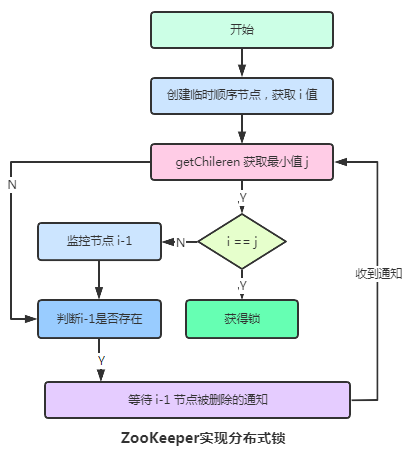 开始
创建临时顺序节点，获取 i 值
getChileren 获取最小值 j
N
Y
监控节点 i-1
N
i == j
收到通知
Y
判断i-1是否存在
获得锁
Y
等待 i-1 节点被删除的通知
ZooKeeper实现分布式锁